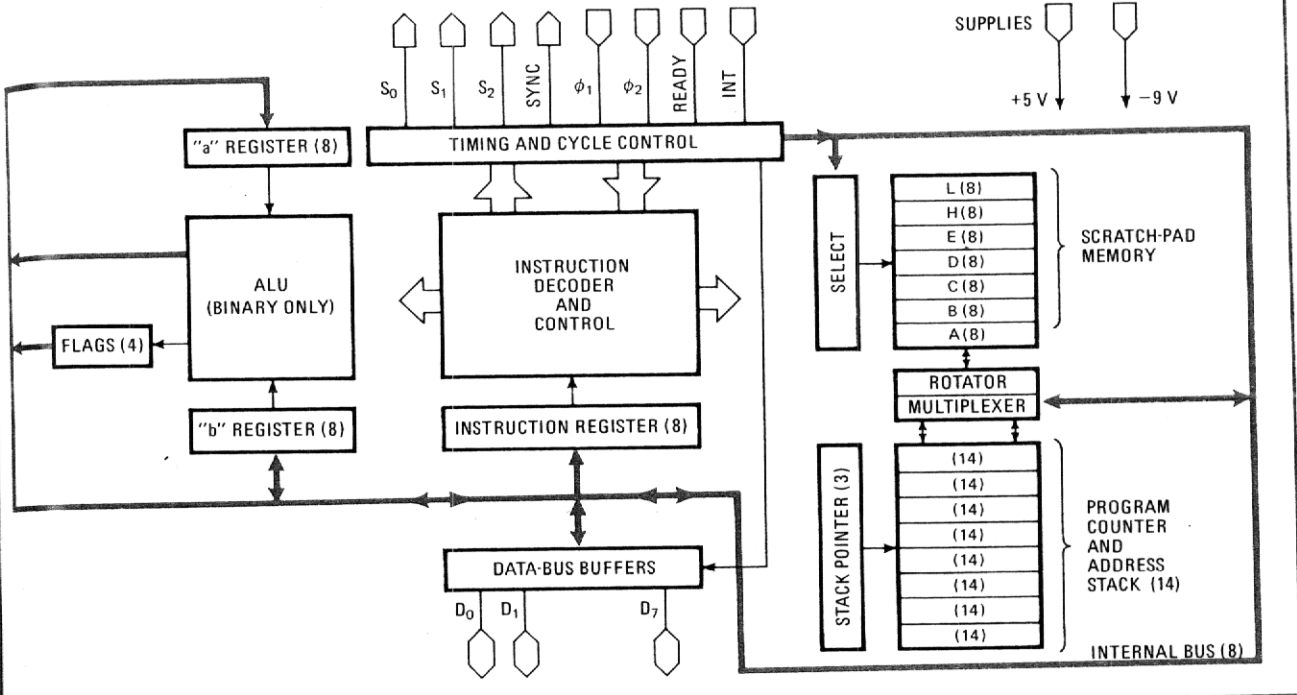 SUPPLIES
+5 V
−9 V
S0
S1
S2
SYNC
ϕ1
ϕ2
READY
INT
"a" REGISTER (8)
TIMING AND CYCLE CONTROL
ALU
(BINARY ONLY)
FLAGS (4)
"b" REGISTER (8)
INSTRUCTION
DECODER
AND
CONTROL
INSTRUCTION REGISTER (8)
DATA-BUS BUFFERS
D0
D1
D7
SELECT
L (8)
H (8)
E (8)
D (8)
C (8)
B (8)
A (8)
SCRATCH-PAD
MEMORY
ROTATOR
MULTIPLEXER
STACK POINTER (3)
(14)
(14)
(14)
(14)
(14)
(14)
(14)
(14)
PROGRAM
COUNTER
AND
ADDRESS
STACK (14)
INTERNAL BUS (8)